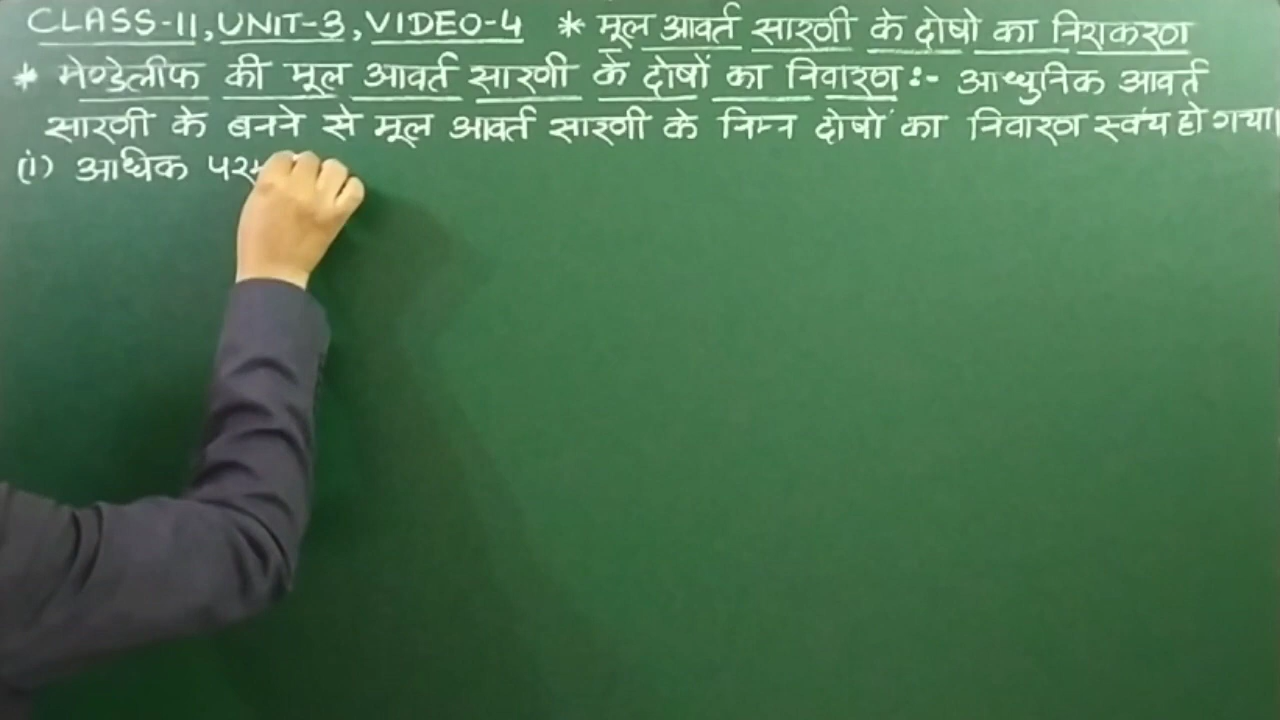 CLASS-11, UNIT-3, VIDEO-4 * मूल आवर्त सारणी के दोषो का निराकरण
* मेण्डेलीफ की मूल आवर्त सारणी के दोषों का निवारण :- आधुनिक आवर्त
सारणी के बनने से मूल आवर्त सारणी के निम्न दोषो का निवारण स्वंय हो गया।
(i) अधिक